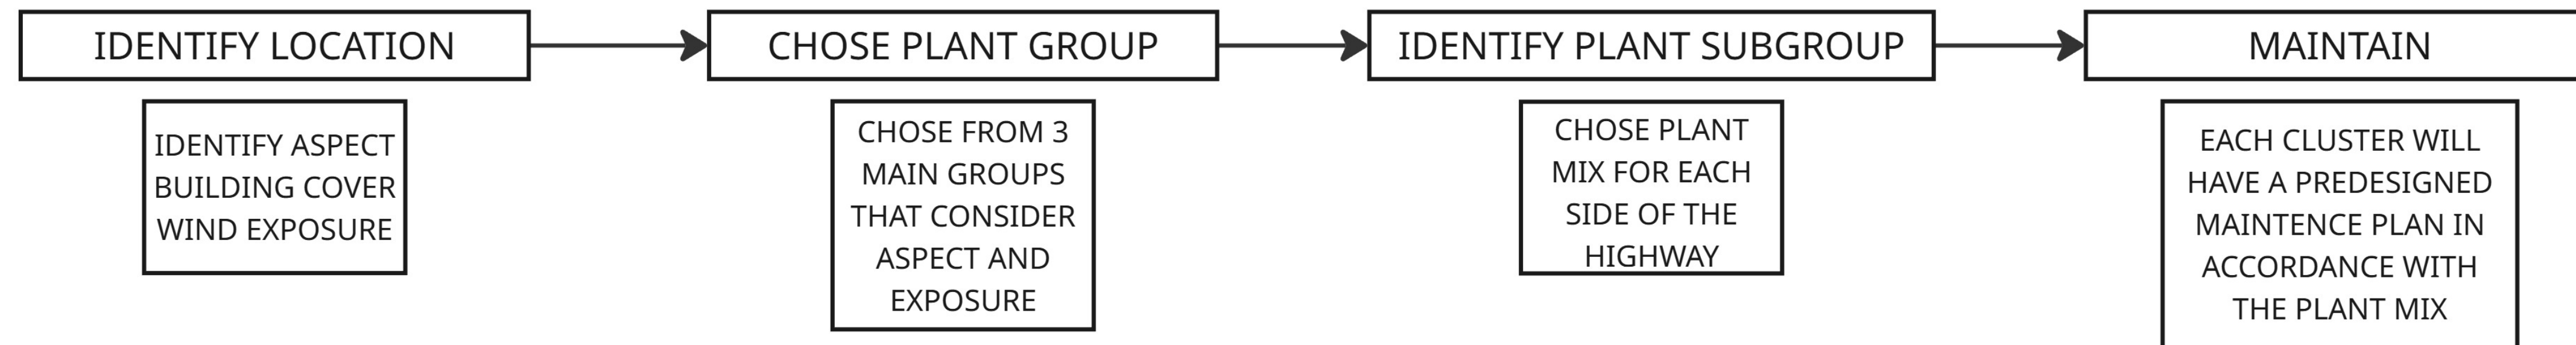 IDENTIFY LOCATION
CHOSE PLANT GROUP
IDENTIFY PLANT SUBGROUP
MAINTAIN
IDENTIFY ASPECT
BUILDING COVER
WIND EXPOSURE
CHOSE FROM 3
MAIN GROUPS
THAT CONSIDER
ASPECT AND
EXPOSURE
CHOSE PLANT
MIX FOR EACH
SIDE OF THE
HIGHWAY
EACH CLUSTER WILL
HAVE A PREDESIGNED
MAINTENCE PLAN IN
ACCORDANCE WITH
THE PLANT MIX